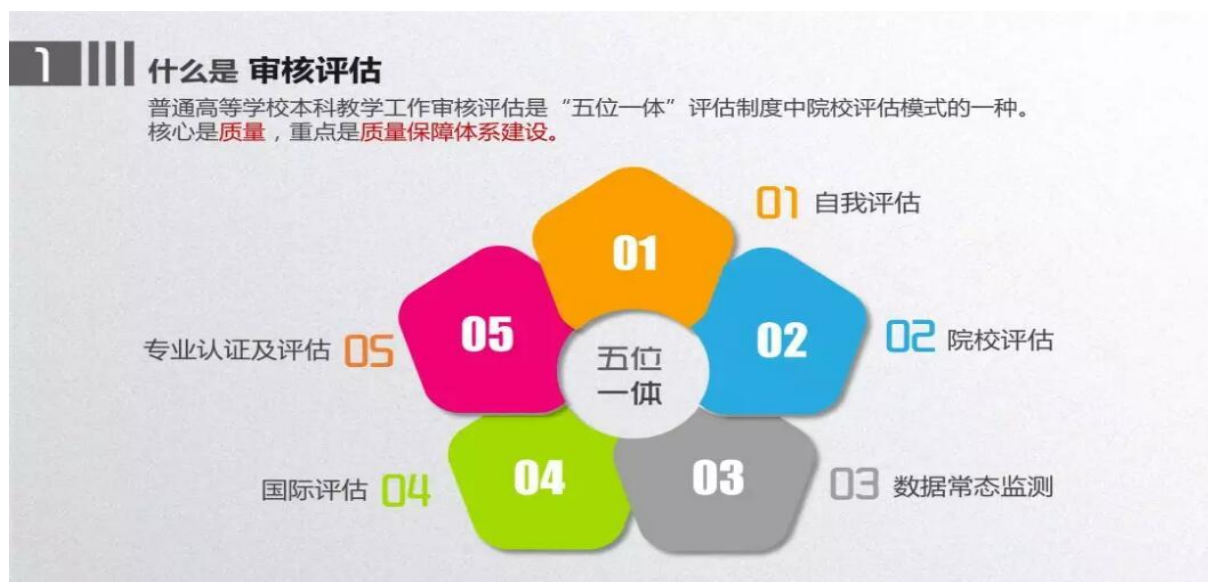 1
什么是 审核评估
普通高等学校本科教学工作审核评估是“五位一体”评估制度中院校评估模式的一种。
核心是质量，重点是质量保障体系建设。
01 自我评估
01
05
02
02 院校评估
专业认证及评估 05
五位
一体
国际评估 04
04
03
03 数据常态监测